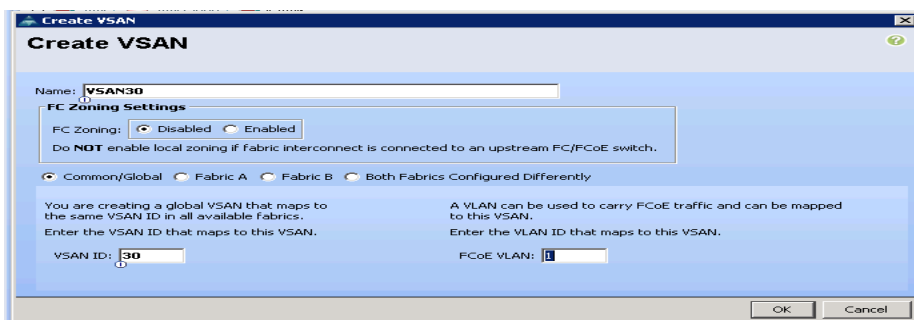 Create VSAN
Create VSAN
Name: VSAN30
FC Zoning Settings
FC Zoning: Disabled Enabled
Do NOT enable local zoning if fabric interconnect is connected to an upstream FC/FCoE switch.
Common/Global Fabric A Fabric B Both Fabrics Configured Differently
You are creating a global VSAN that maps to
the same VSAN ID in all available fabrics.
Enter the VSAN ID that maps to this VSAN.
VSAN ID: 30
A VLAN can be used to carry FCoE traffic and can be mapped
to this VSAN.
Enter the VLAN ID that maps to this VSAN.
FCoE VLAN: 1
OK Cancel